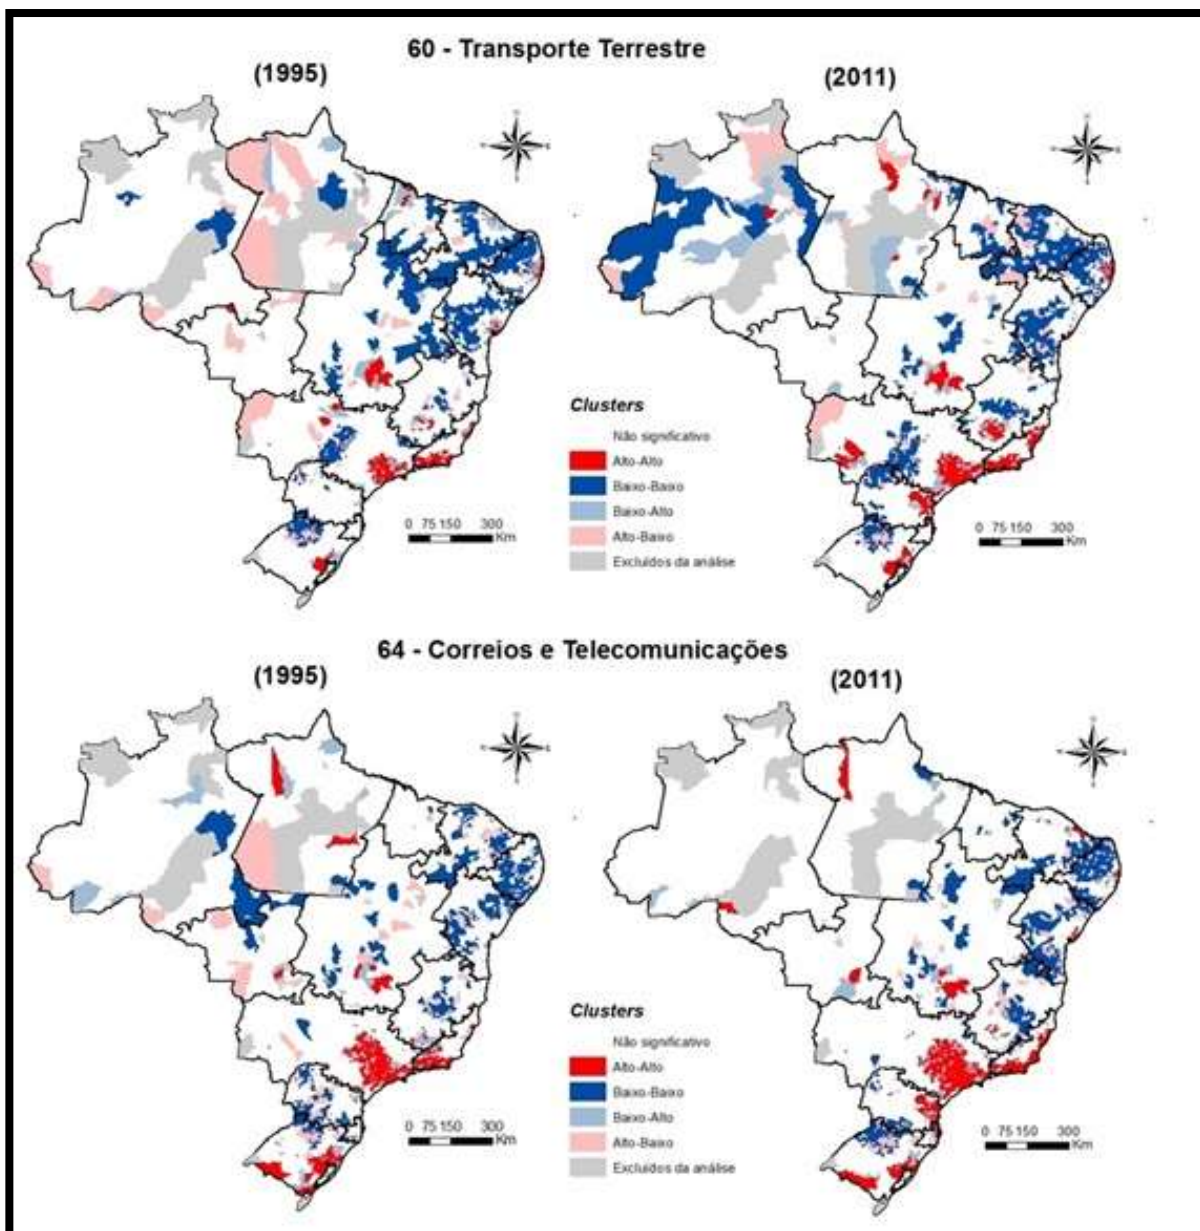 60 - Transporte Terrestre
(1995)
(2011)
Clusters
Não significativo
Alto-Alto
Baixo-Baixo
Baixo-Alto
Alto-Baixo
Excluídos da análise
0 75 150 300
Km
0 75 150 300
Km
64 - Correios e Telecomunicações
(1995)
(2011)
Clusters
Não significativo
Alto-Alto
Baixo-Baixo
Baixo-Alto
Alto-Baixo
Excluídos da análise
0 75 150 300
Km
0 75 150 300
Km